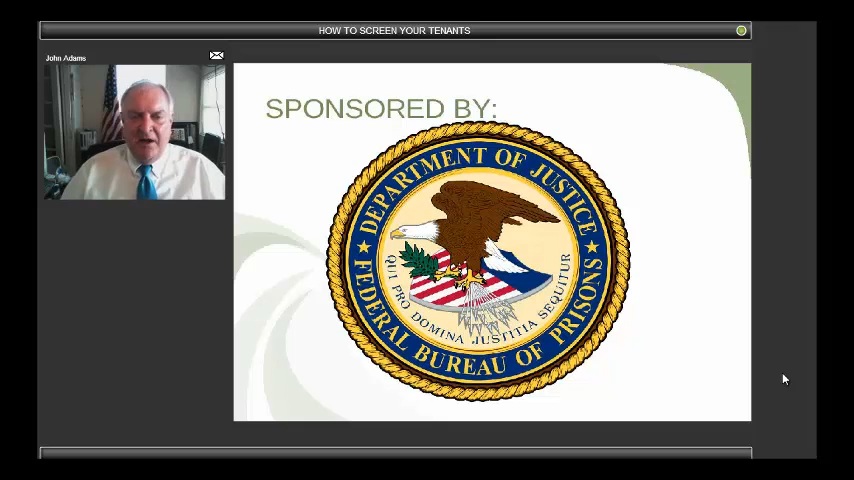 HOW TO SCREEN YOUR TENANTS
John Adams
SPONSORED BY:
DEPARTMENT OF JUSTICE
QUI PRO DOMINA JUSTITIA SEQUITUR
FEDERAL BUREAU OF PRISONS